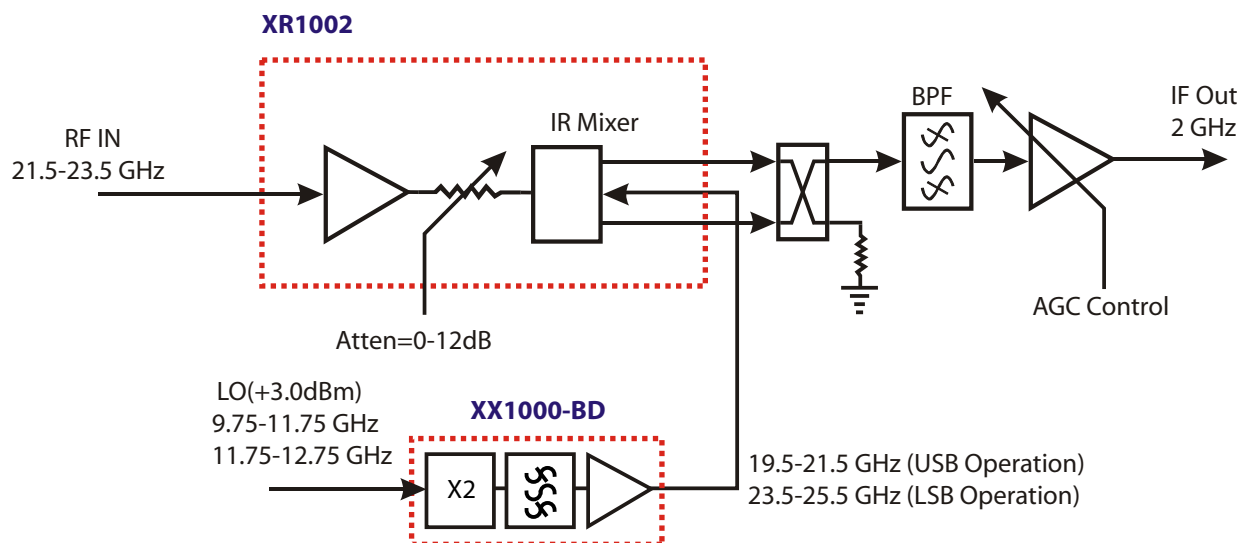 XR1002
RF IN
21.5-23.5 GHz
IR Mixer
BPF
IF Out
2 GHz
Atten=0-12dB
AGC Control
LO(+3.0dBm)
9.75-11.75 GHz
11.75-12.75 GHz
XX1000-BD
X2
19.5-21.5 GHz (USB Operation)
23.5-25.5 GHz (LSB Operation)